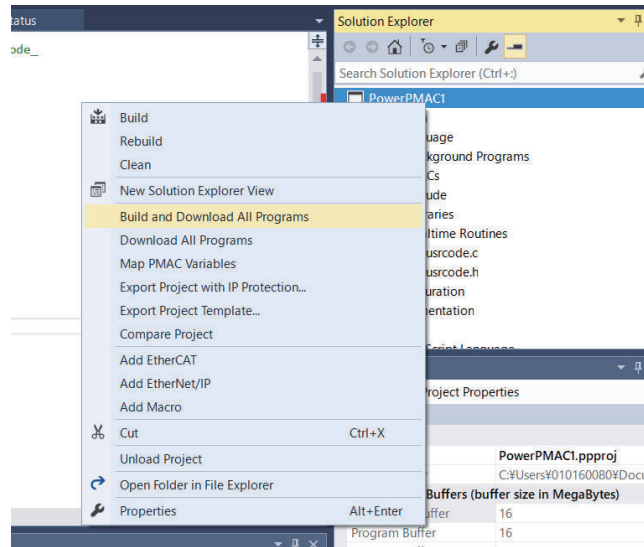 tatus
Solution Explorer
ode_
Search Solution Explorer (Ctrl+:)
PowerPMAC1
Build
Rebuild
uage
Clean
kground Programs
Cs
New Solution Explorer View
ude
Build and Download All Programs
raries
Download All Programs
ltime Routines
Map PMAC Variables
usrcode.c
Export Project with IP Protection...
usrcode.h
Export Project Template...
uration
Compare Project
entation
Add EtherCAT
Script Language
Add EtherNet/IP
roject Properties
Add Macro
Cut Ctrl+X
Unload Project
PowerPMAC1.ppproj
Open Folder in File Explorer
C:¥Users¥010160080¥Docu
Buffers (buffer size in MegaBytes)
Properties Alt+Enter
uffer 16
Program Buffer 16